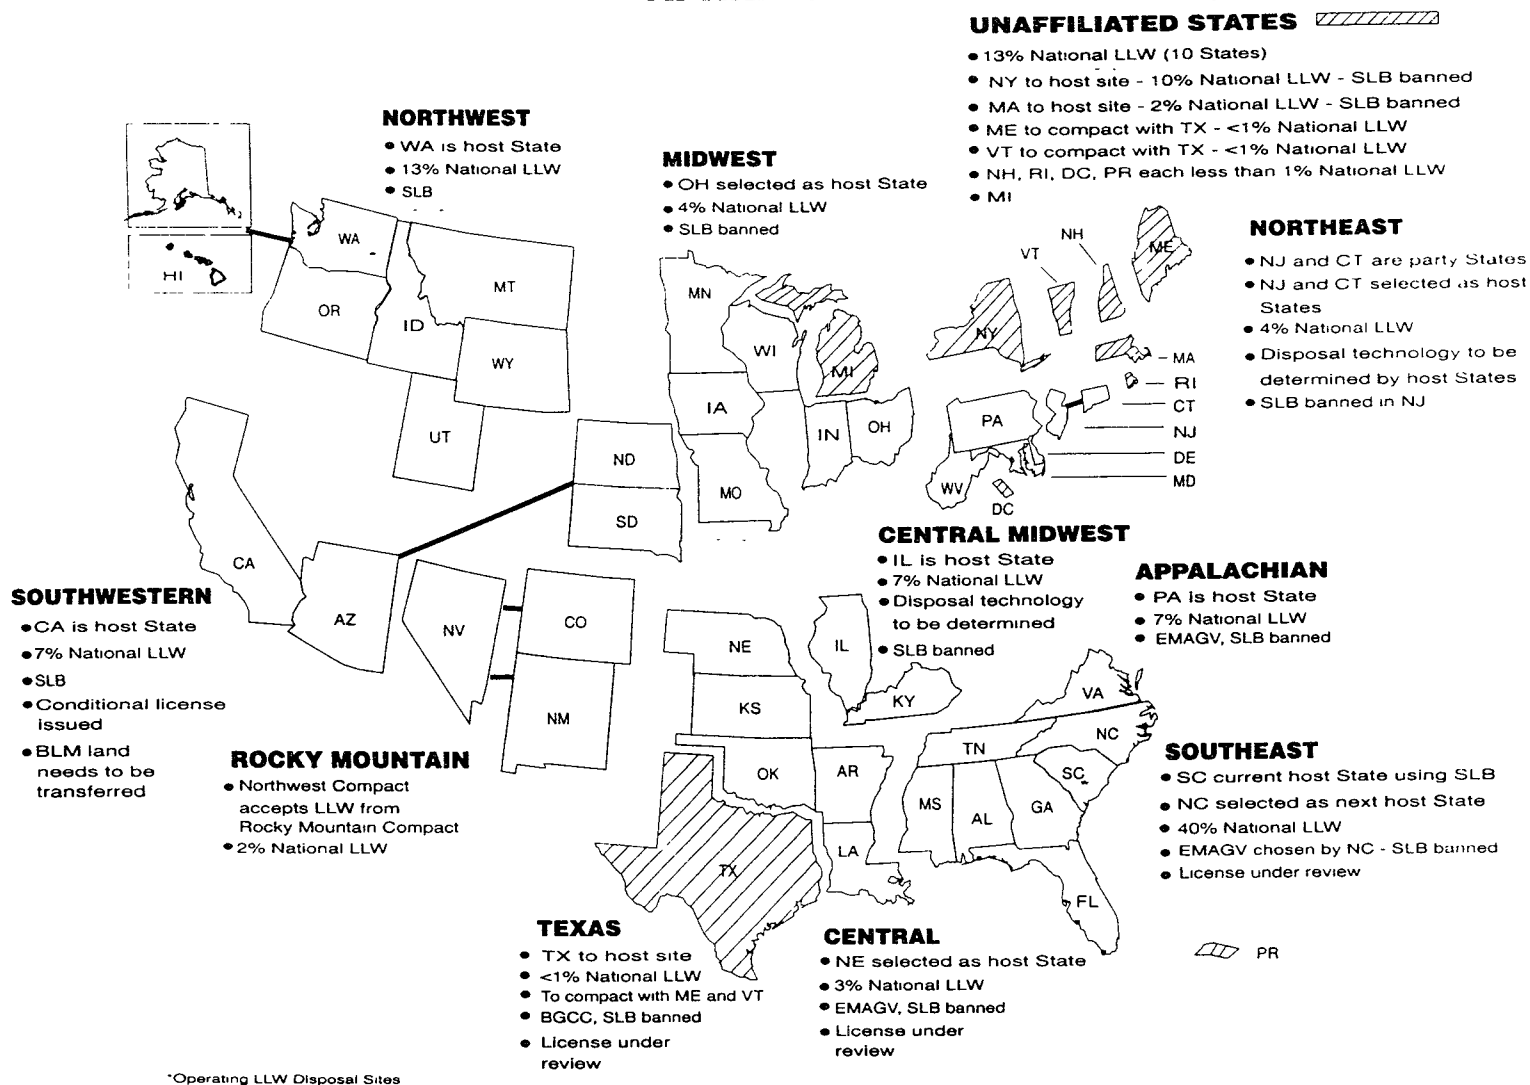 UNAFFILIATED STATES
• 13% National LLW (10 States)
• NY to host site - 10% National LLW - SLB banned
• MA to host site - 2% National LLW - SLB banned
• ME to compact with TX - <1% National LLW
• VT to compact with TX - <1% National LLW
• NH, RI, DC, PR each less than 1% National LLW
• MI
NORTHWEST
• WA is host State
• 13% National LLW
• SLB
MIDWEST
• OH selected as host State
• 4% National LLW
• SLB banned
NORTHEAST
• NJ and CT are party States
• NJ and CT selected as host
States
• 4% National LLW
• Disposal technology to be
determined by host States
• SLB banned in NJ
HI
WA
OR
ID
MT
WY
UT
CA
AZ
NV
CO
NM
ND
SD
MN
WI
MI
IA
MO
IN
OH
NY
VT
NH
ME
MA
RI
CT
NJ
DE
MD
PA
WV
DC
CENTRAL MIDWEST
• IL is host State
• 7% National LLW
• Disposal technology
to be determined
• SLB banned
APPALACHIAN
• PA is host State
• 7% National LLW
• EMAGV, SLB banned
SOUTHWESTERN
• CA is host State
• 7% National LLW
• SLB
• Conditional license
issued
• BLM land
needs to be
transferred
ROCKY MOUNTAIN
• Northwest Compact
accepts LLW from
Rocky Mountain Compact
• 2% National LLW
NE
KS
OK
TX
AR
LA
IL
KY
TN
VA
NC
SC*
MS
AL
GA
FL
PR
SOUTHEAST
• SC current host State using SLB
• NC selected as next host State
• 40% National LLW
• EMAGV chosen by NC - SLB banned
• License under review
TEXAS
• TX to host site
• <1% National LLW
• To compact with ME and VT
• BGCC, SLB banned
• License under
review
CENTRAL
• NE selected as host State
• 3% National LLW
• EMAGV, SLB banned
• License under
review
*Operating LLW Disposal Sites